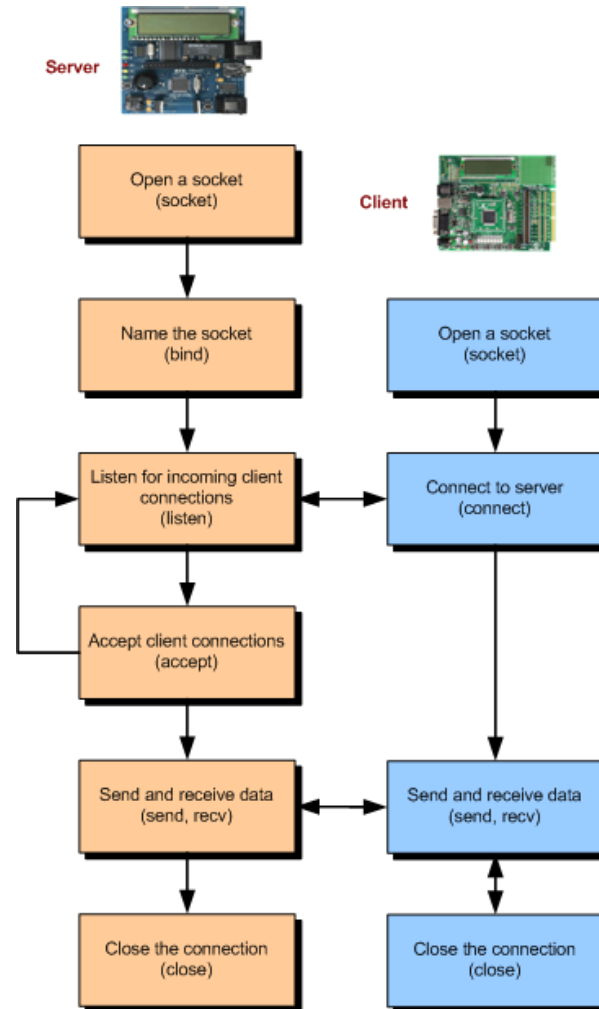 Server
Open a socket
(socket)
Client
Name the socket
(bind)
Open a socket
(socket)
Listen for incoming client
connections
(listen)
Connect to server
(connect)
Accept client connections
(accept)
Send and receive data
(send, recv)
Send and receive data
(send, recv)
Close the connection
(close)
Close the connection
(close)